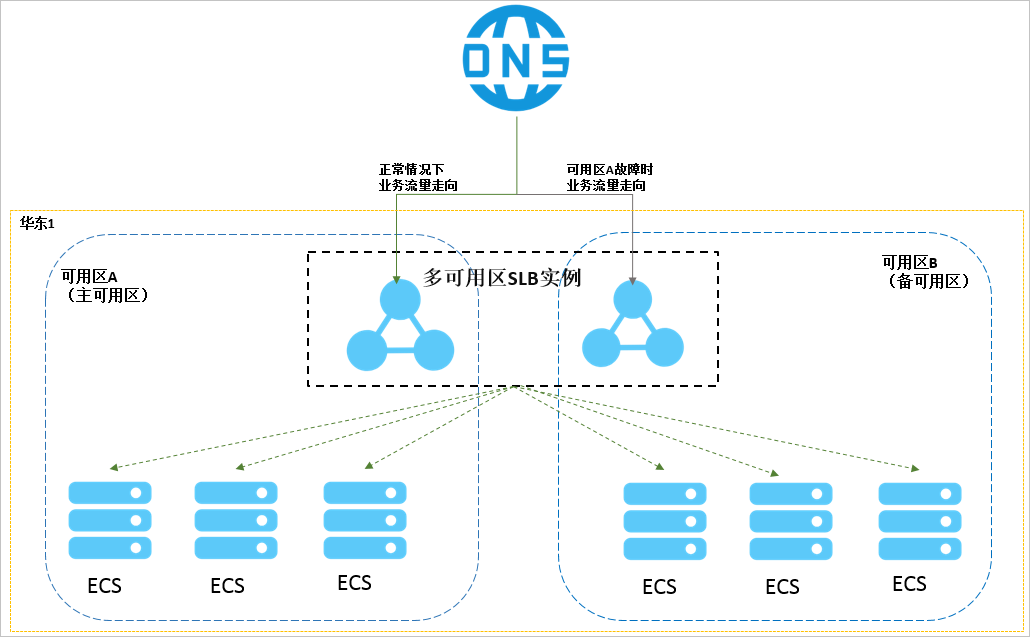 DNS
正常情况下
业务流量走向
可用区A故障时
业务流量走向
华东1
可用区A
（主可用区）
多可用区SLB实例
可用区B
（备可用区）
ECS
ECS
ECS
ECS
ECS
ECS